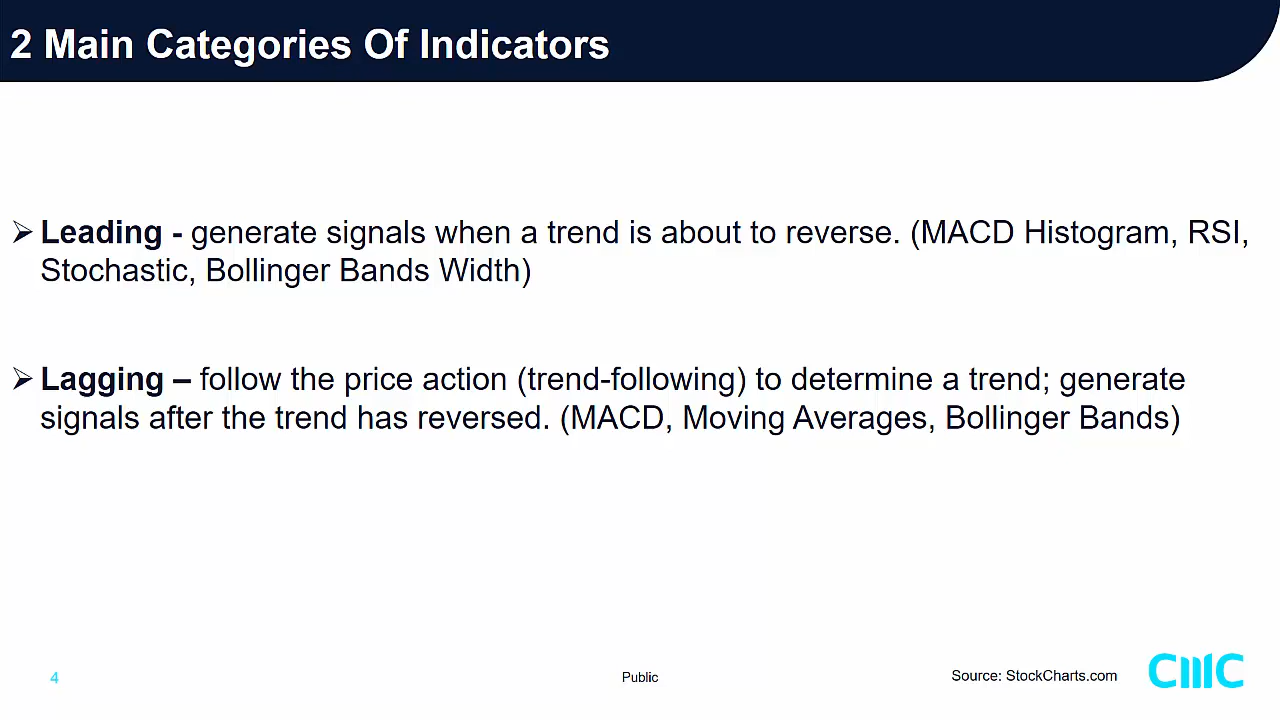 2 Main Categories Of Indicators
➢ Leading - generate signals when a trend is about to reverse. (MACD Histogram, RSI,
Stochastic, Bollinger Bands Width)
➢ Lagging – follow the price action (trend-following) to determine a trend; generate
signals after the trend has reversed. (MACD, Moving Averages, Bollinger Bands)
4
Public
Source: StockCharts.com
CMC